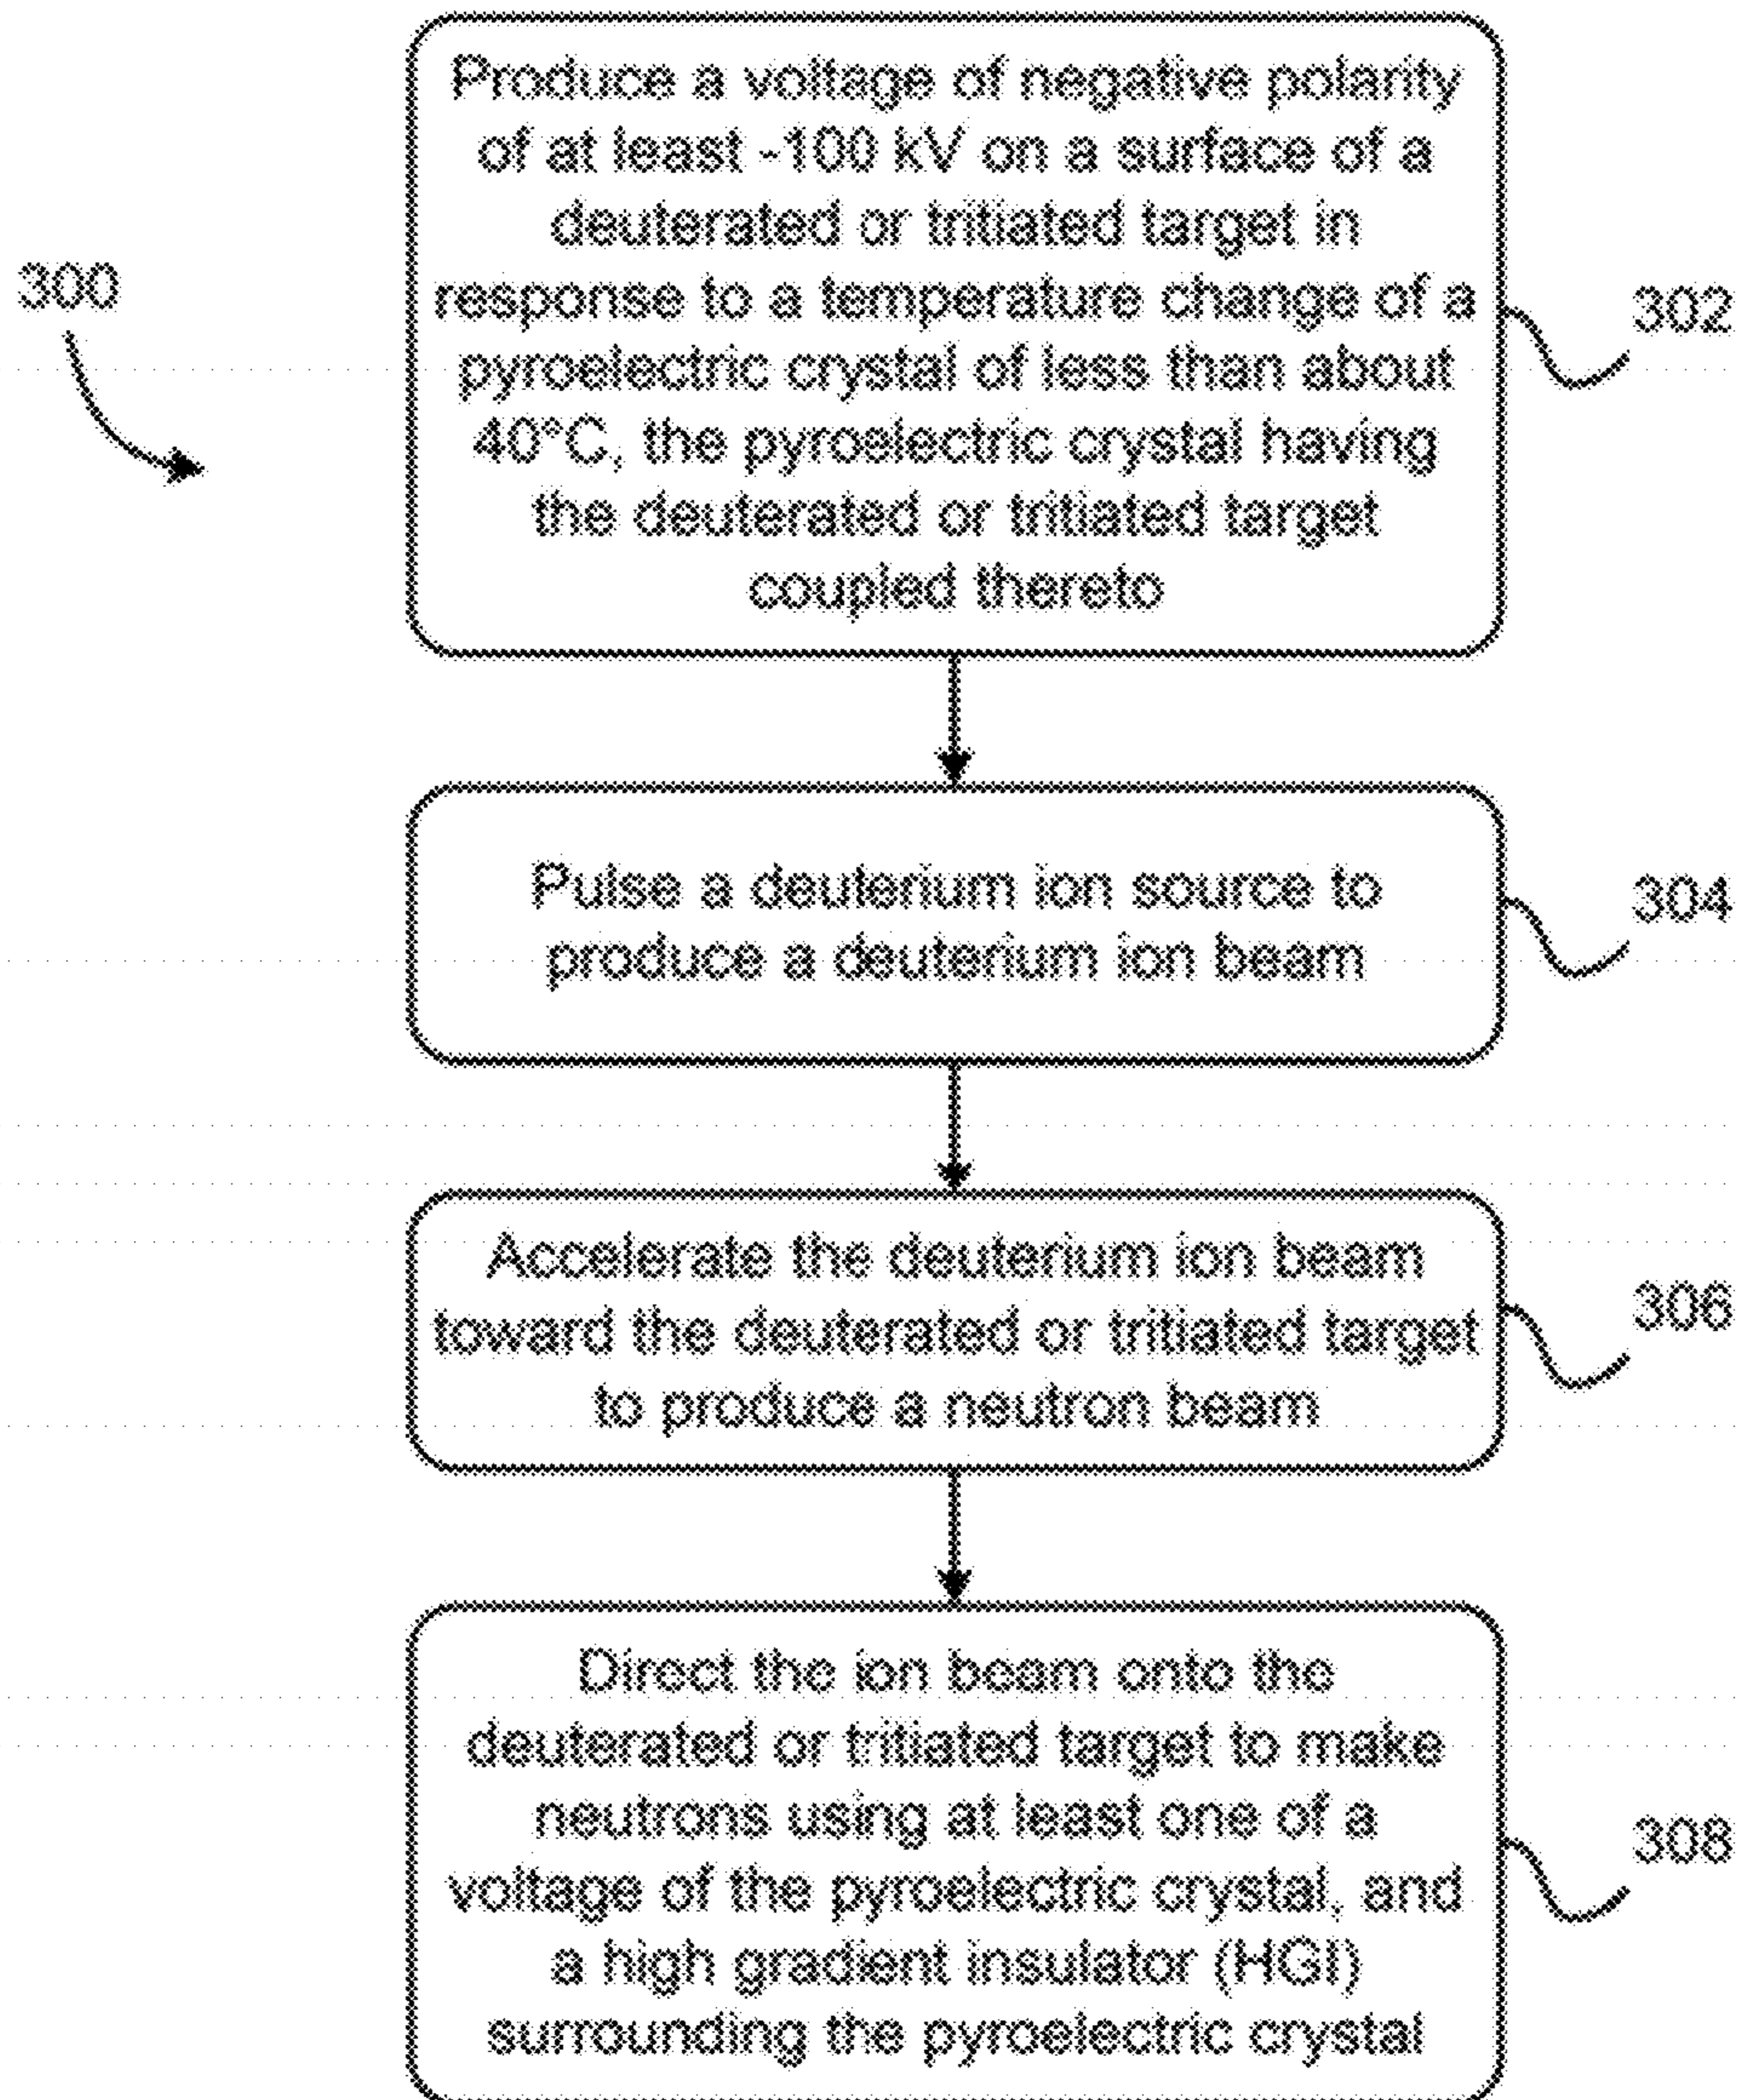 300
Produce a voltage of negative polarity
of at least -100 kV on a surface of a
deuterated or tritiated target in
response to a temperature change of a
pyroelectric crystal of less than about
40°C, the pyroelectric crystal having
the deuterated or tritiated target
coupled thereto
302
Pulse a deuterium ion source to
produce a deuterium ion beam
304
Accelerate the deuterium ion beam
toward the deuterated or tritiated target
to produce a neutron beam
306
Direct the ion beam onto the
deuterated or tritiated target to make
neutrons using at least one of a
voltage of the pyroelectric crystal, and
a high gradient insulator (HGI)
surrounding the pyroelectric crystal
308